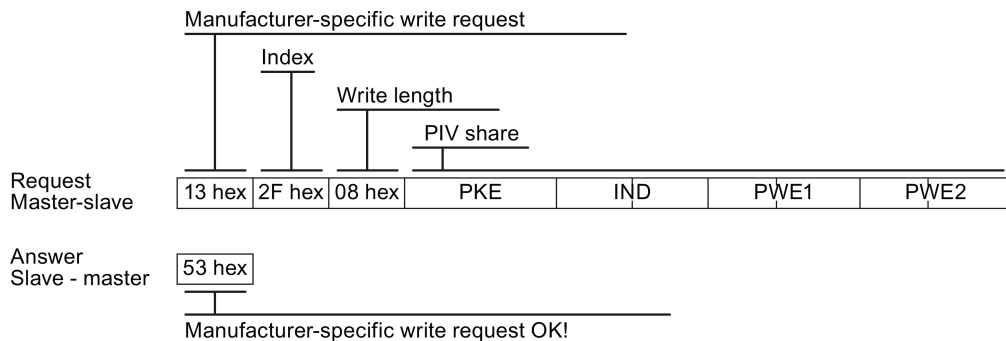 Manufacturer-specific write request
Index
Write length
PIV share
Request
Master-slave
13 hex 2F hex 08 hex PKE IND PWE1 PWE2
Answer
Slave - master
53 hex
Manufacturer-specific write request OK!